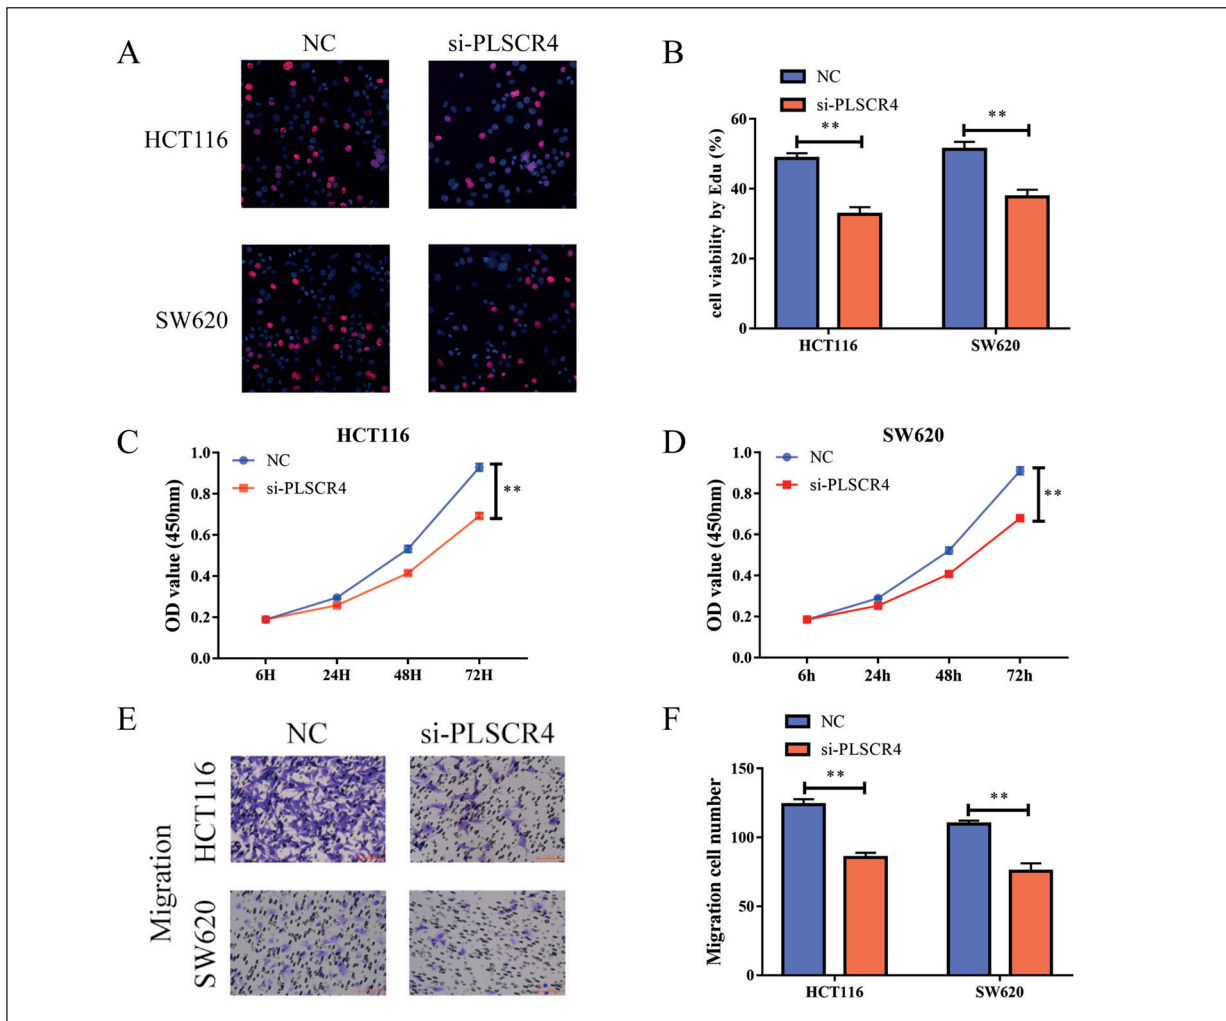 A
NC
si-PLSCR4
HCT116
SW620
B
NC
si-PLSCR4
cell viability by Edu (%)
60
40
20
0
**
**
HCT116
SW620
C
HCT116
NC
si-PLSCR4
OD value (450nm)
1.0
0.8
0.6
0.4
0.2
0.0
**
6H
24H
48H
72H
D
SW620
NC
si-PLSCR4
OD value (450nm)
1.0
0.8
0.6
0.4
0.2
0.0
**
6h
24h
48h
72h
E
NC
si-PLSCR4
Migration
HCT116
SW620
F
NC
si-PLSCR4
Migration cell number
150
100
50
0
**
**
HCT116
SW620